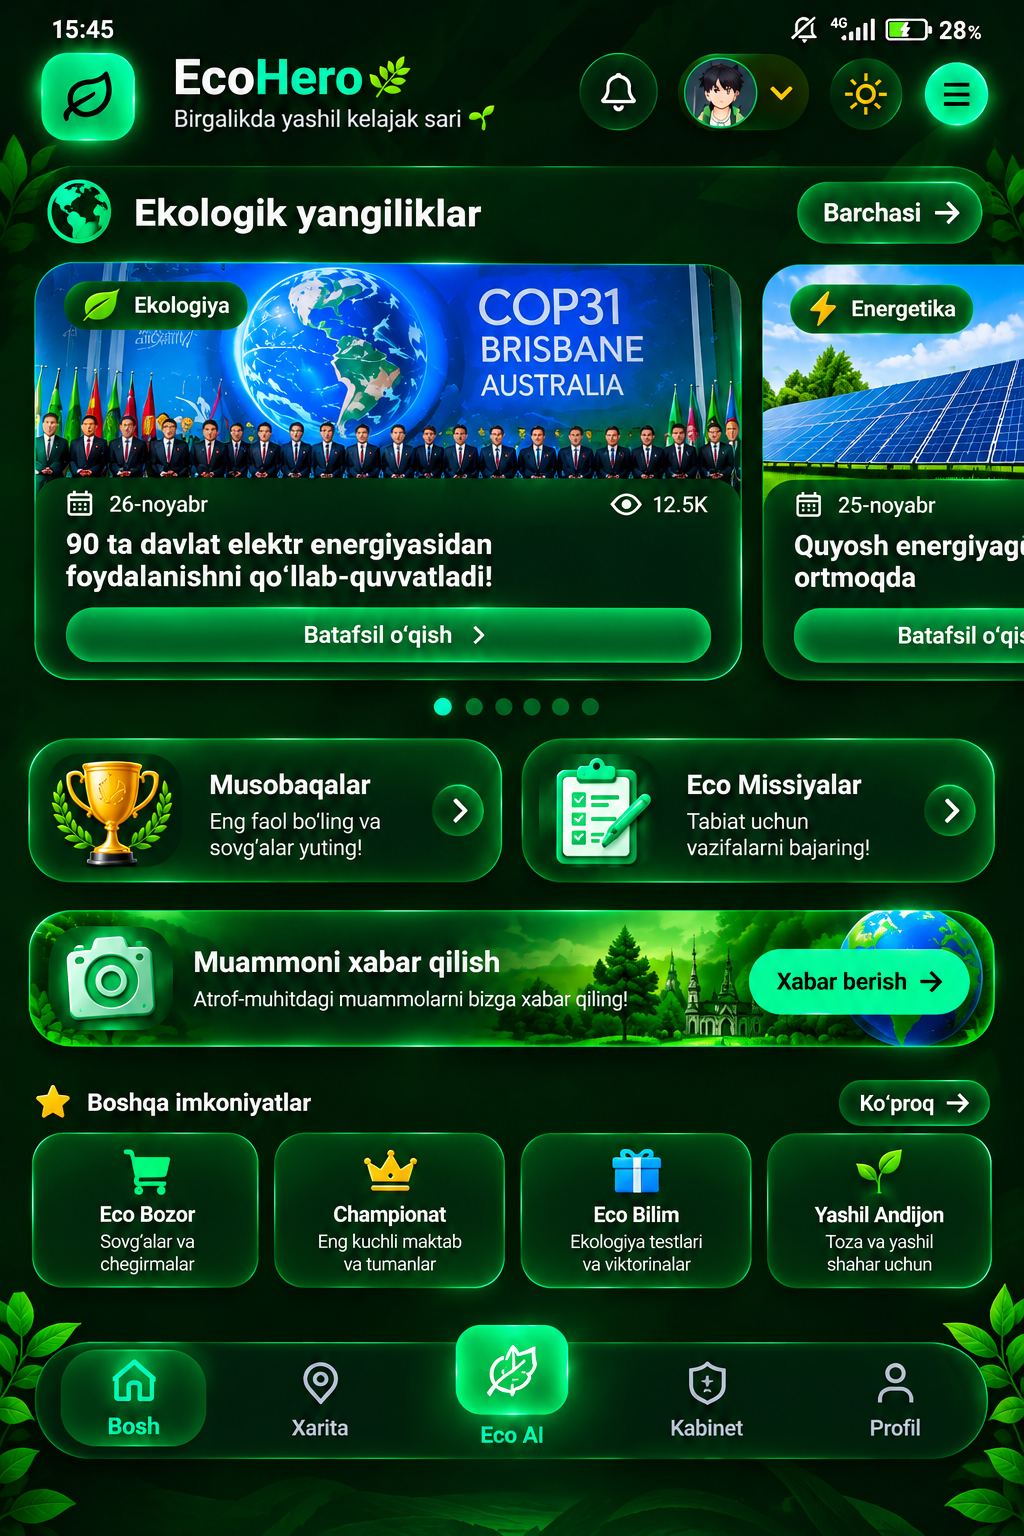 15:45
4G
28%
EcoHero
Birgalikda yashil kelajak sari
Ekologik yangiliklar
Barchasi
Ekologiya
COP31
BRISBANE
AUSTRALIA
Energetika
26-noyabr
12.5K
90 ta davlat elektr energiyasidan
foydalanishni qo‘llab-quvvatladi!
Batafsil o‘qish
25-noyabr
Quyosh
ortmoqda
Batafsil
Musobaqalar
Eng faol bo‘ling va
sovg‘alar yuting!
Eco Missiyalar
Tabiat uchun
vazifalarni bajaring!
Muammoni xabar qilish
Atrof-muhitdagi muammolarni bizga xabar qiling!
Xabar berish
Boshqa imkoniyatlar
Ko‘proq
Eco Bozor
Sovg‘alar va
chegirmalar
Championat
Eng kuchli maktab
va tumanlar
Eco Bilim
Ekologiya testlari
va viktorinalar
Yashil Andijon
Toza va yashil
shahar uchun
Bosh
Xarita
Eco AI
Kabinet
Profil